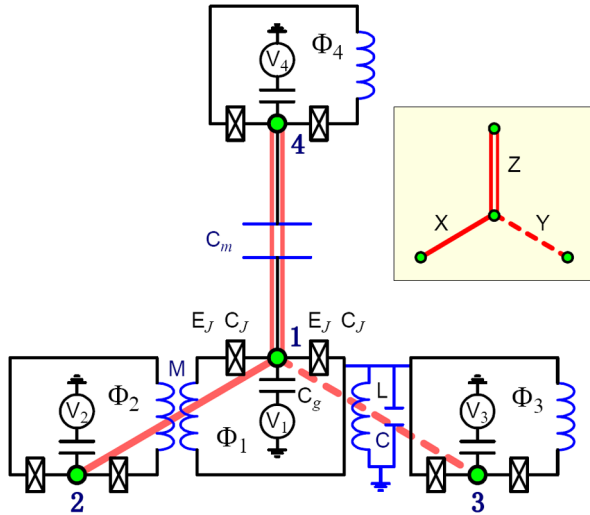 Φ4
V4
4
Z
X Y
Cm
EJ CJ 1 EJ CJ
M
Φ2 V2 Cg L V3 Φ3
Φ1 V1 C
2 3